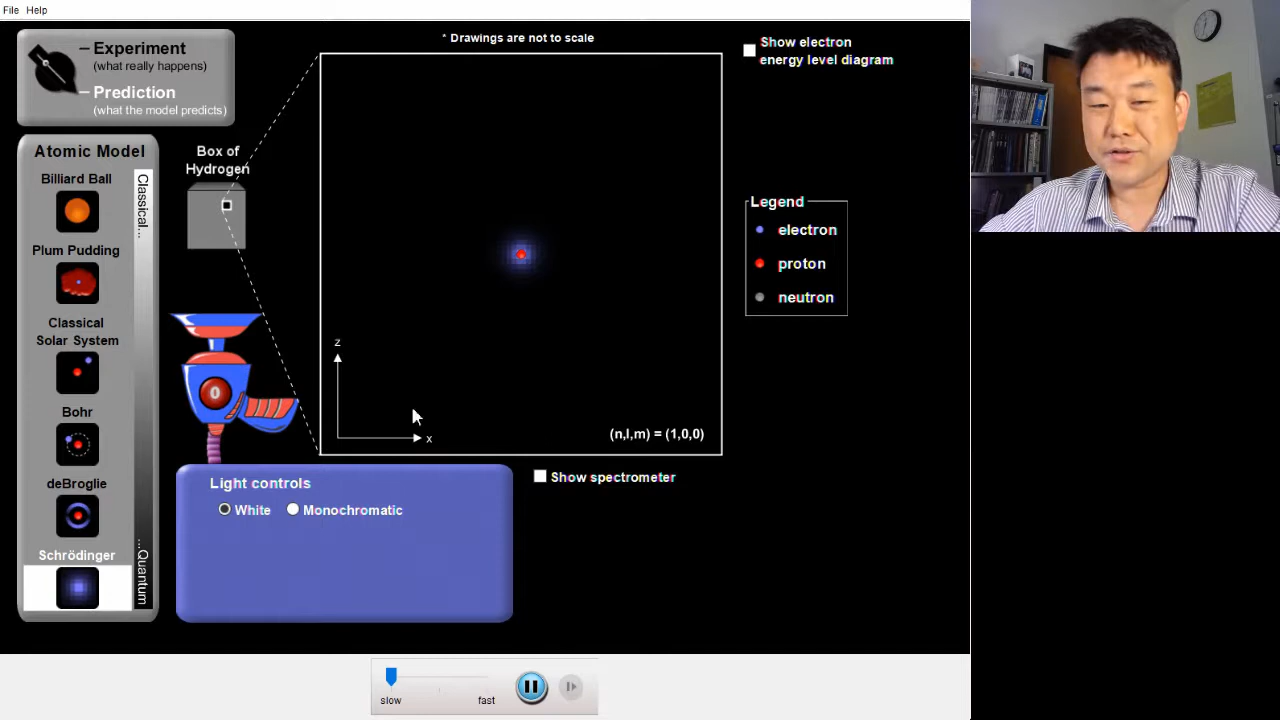 File Help
* Drawings are not to scale
Experiment
(what really happens)
Prediction
(what the model predicts)
Show electron
energy level diagram
Atomic Model
Billiard Ball
Plum Pudding
Classical
Solar System
Bohr
deBroglie
Schrödinger
Classical...
...Quantum
Box of
Hydrogen
0
z
x
(n,l,m) = (1,0,0)
Legend
electron
proton
neutron
Show spectrometer
Light controls
White Monochromatic
slow fast